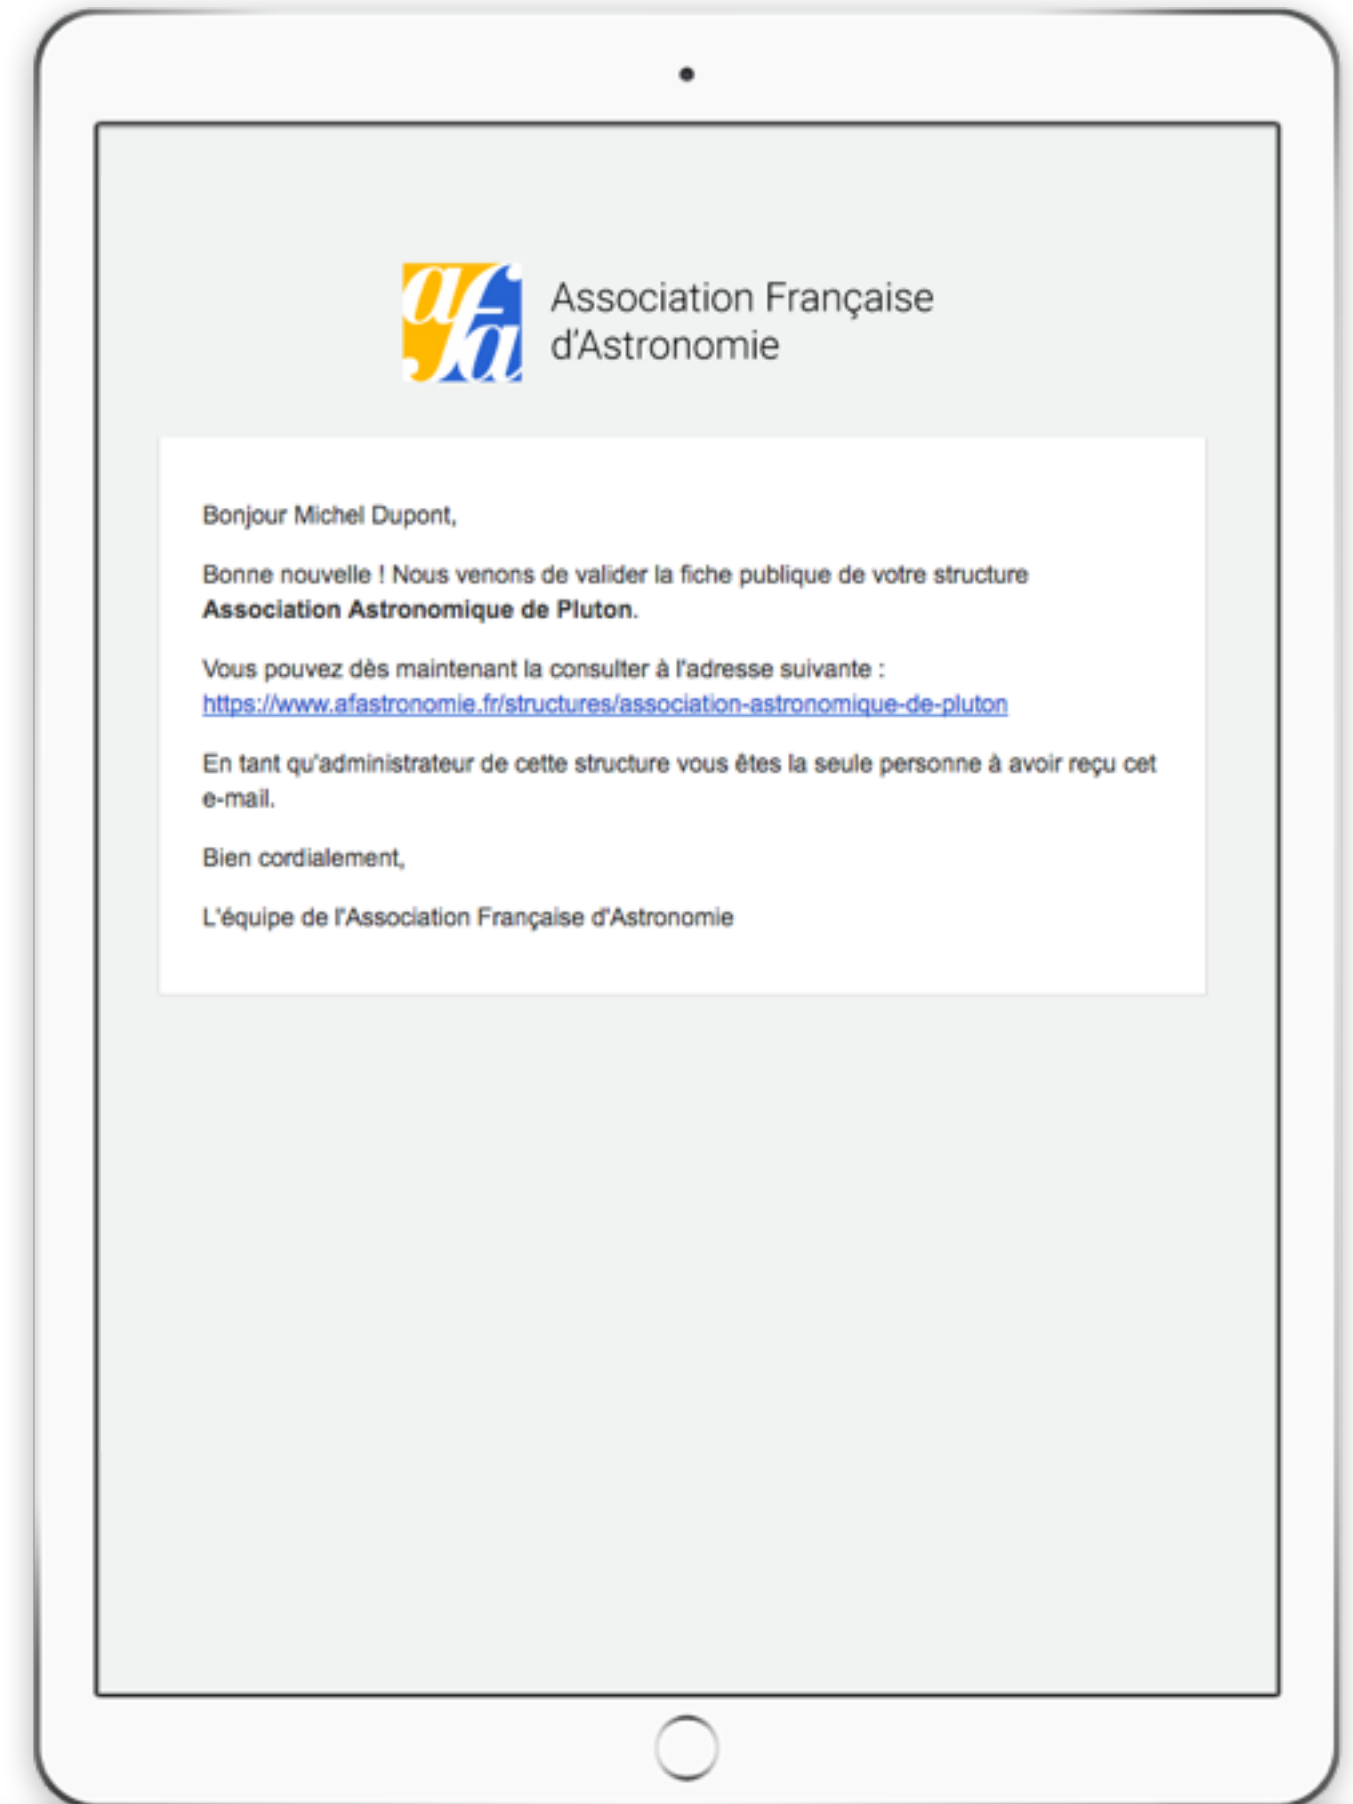 afa
Association Française
d'Astronomie
Bonjour Michel Dupont,
Bonne nouvelle ! Nous venons de valider la fiche publique de votre structure
Association Astronomique de Pluton.
Vous pouvez dès maintenant la consulter à l'adresse suivante :
https://www.afastronomie.fr/structures/association-astronomique-de-pluton
En tant qu'administrateur de cette structure vous êtes la seule personne à avoir reçu cet
e-mail.
Bien cordialement,
L'équipe de l'Association Française d'Astronomie